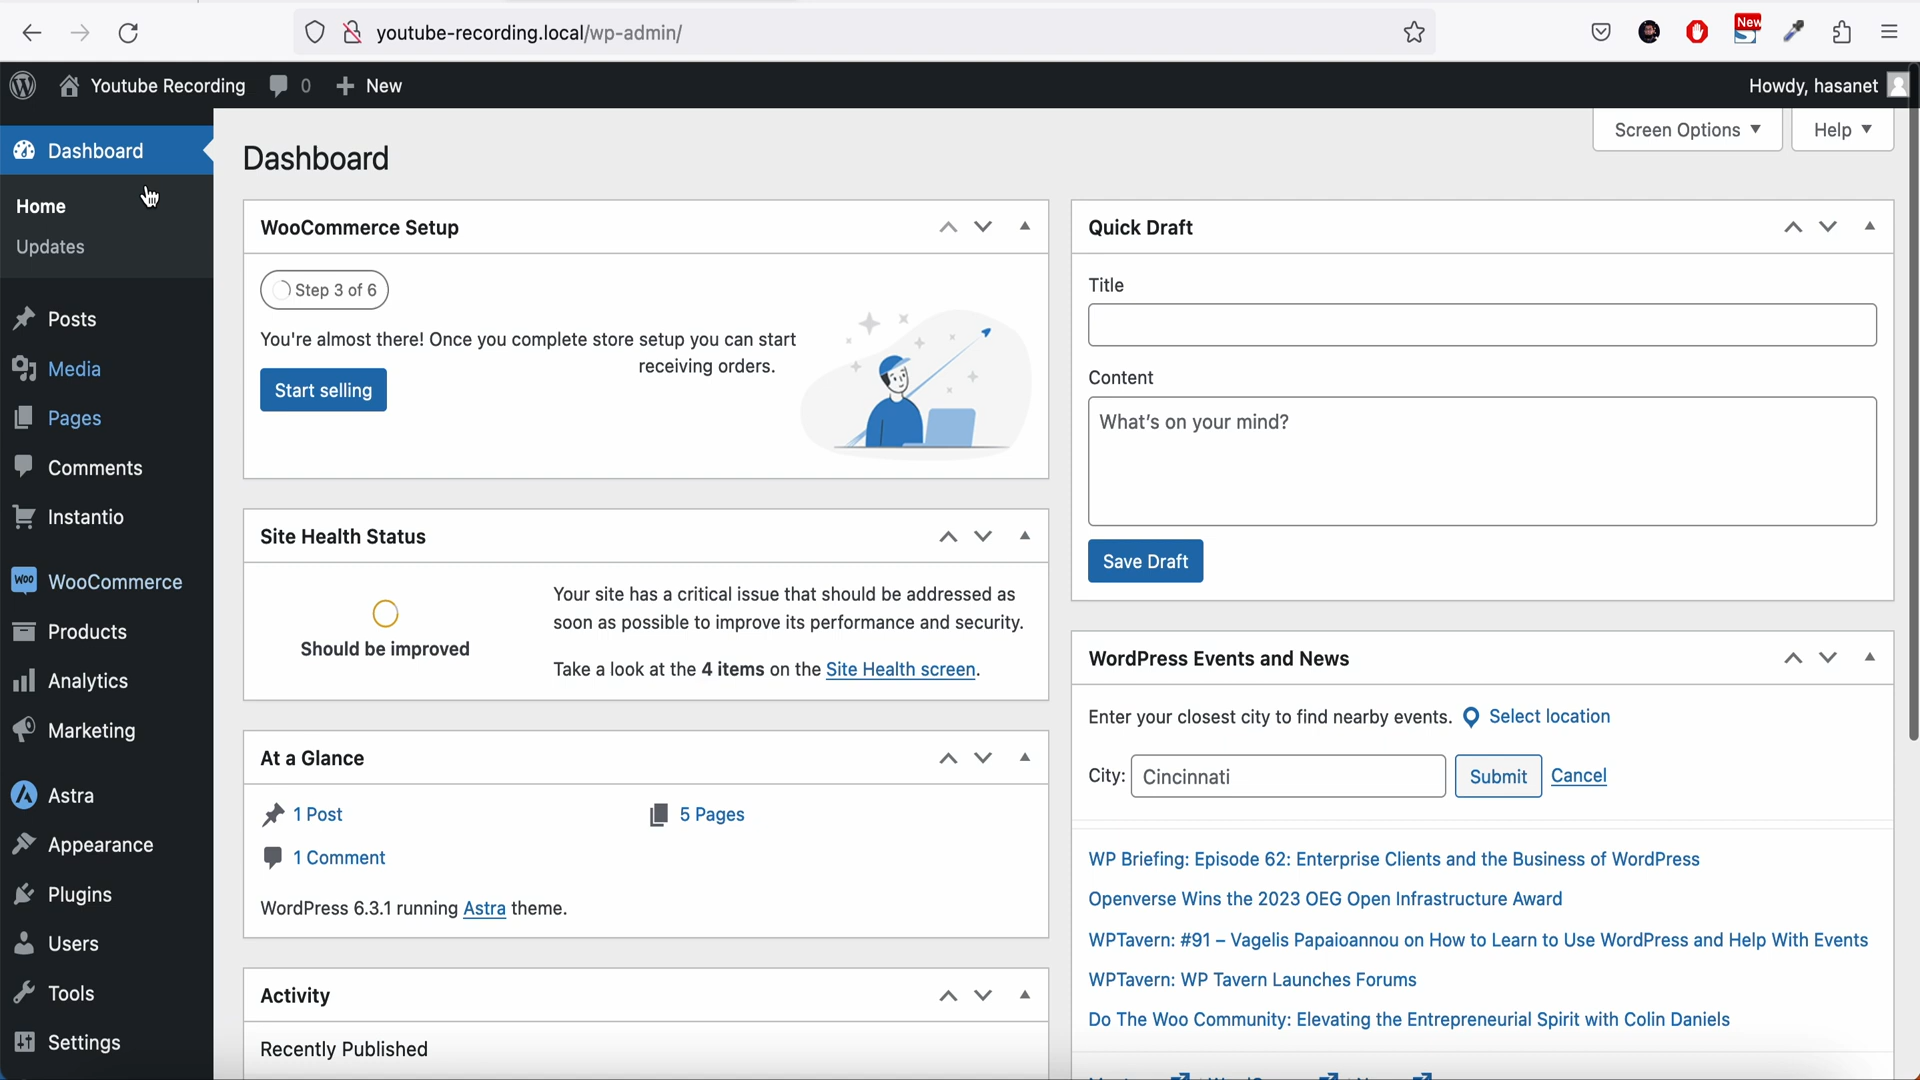 New
youtube-recording.local/wp-admin/
Youtube Recording
0
New
Howdy, hasanet
Dashboard
Home
Updates
Posts
Media
Pages
Comments
Instantio
Woo
WooCommerce
Products
Analytics
Marketing
Astra
Appearance
Plugins
Users
Tools
Settings
Screen Options
Help
Dashboard
WooCommerce Setup
Step 3 of 6
You're almost there! Once you complete store setup you can start
receiving orders.
Start selling
Site Health Status
Should be improved
Your site has a critical issue that should be addressed as
soon as possible to improve its performance and security.
Take a look at the 4 items on the Site Health screen.
At a Glance
1 Post
5 Pages
1 Comment
WordPress 6.3.1 running Astra theme.
Activity
Recently Published
Quick Draft
Title
Content
What's on your mind?
Save Draft
WordPress Events and News
Enter your closest city to find nearby events. Select location
City: Cincinnati Submit Cancel
WP Briefing: Episode 62: Enterprise Clients and the Business of WordPress
Openverse Wins the 2023 OEG Open Infrastructure Award
WPTavern: #91 – Vagelis Papaioannou on How to Learn to Use WordPress and Help With Events
WPTavern: WP Tavern Launches Forums
Do The Woo Community: Elevating the Entrepreneurial Spirit with Colin Daniels